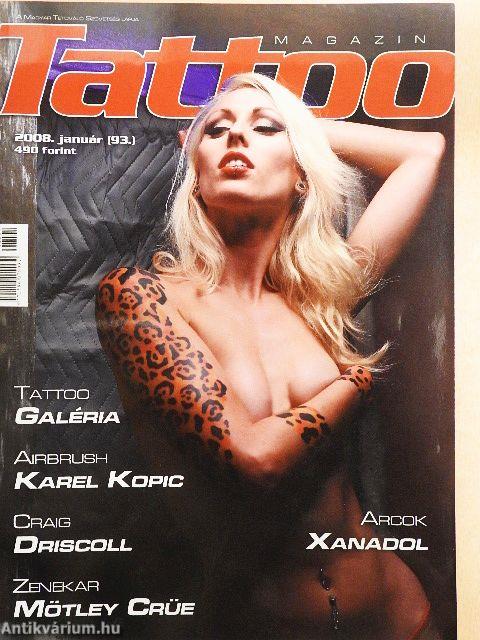 A MAGYAR TETOVÁLÓ SZÖVETSÉG LAPJA
MAGAZIN
Tattoo
2008. január (93.)
490 forint
TATTOO
GALÉRIA
AIRBRUSH
KAREL KOPIC
CRAIG
DRISCOLL
ARCOK
XANADOL
ZENEKAR
MÖTLEY CRÜE
Antikvárium.hu